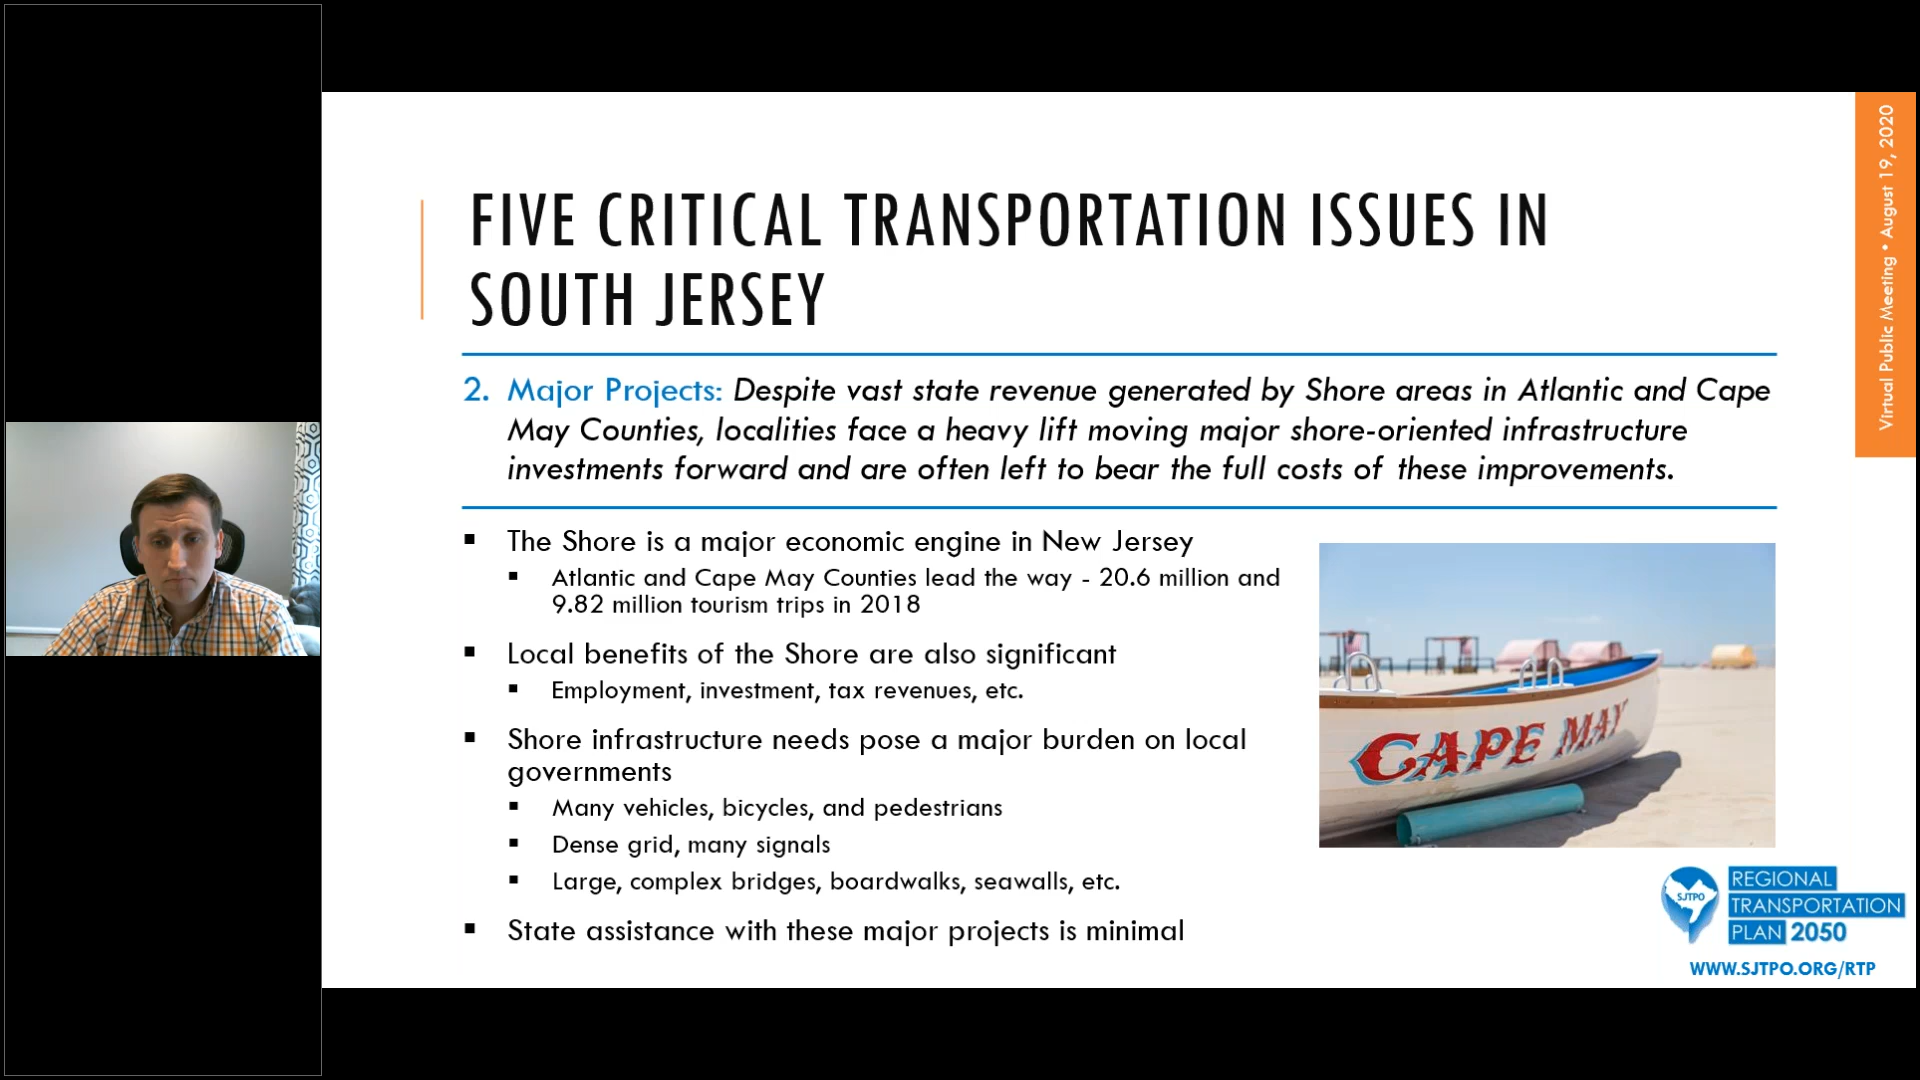 FIVE CRITICAL TRANSPORTATION ISSUES IN
SOUTH JERSEY
2. Major Projects: Despite vast state revenue generated by Shore areas in Atlantic and Cape
May Counties, localities face a heavy lift moving major shore-oriented infrastructure
investments forward and are often left to bear the full costs of these improvements.
▪ The Shore is a major economic engine in New Jersey
▪ Atlantic and Cape May Counties lead the way - 20.6 million and
9.82 million tourism trips in 2018
▪ Local benefits of the Shore are also significant
▪ Employment, investment, tax revenues, etc.
▪ Shore infrastructure needs pose a major burden on local
governments
▪ Many vehicles, bicycles, and pedestrians
▪ Dense grid, many signals
▪ Large, complex bridges, boardwalks, seawalls, etc.
▪ State assistance with these major projects is minimal
CAPE MAY
Virtual Public Meeting • August 19, 2020
SJTPO
REGIONAL
TRANSPORTATION
PLAN 2050
WWW.SJTPO.ORG/RTP